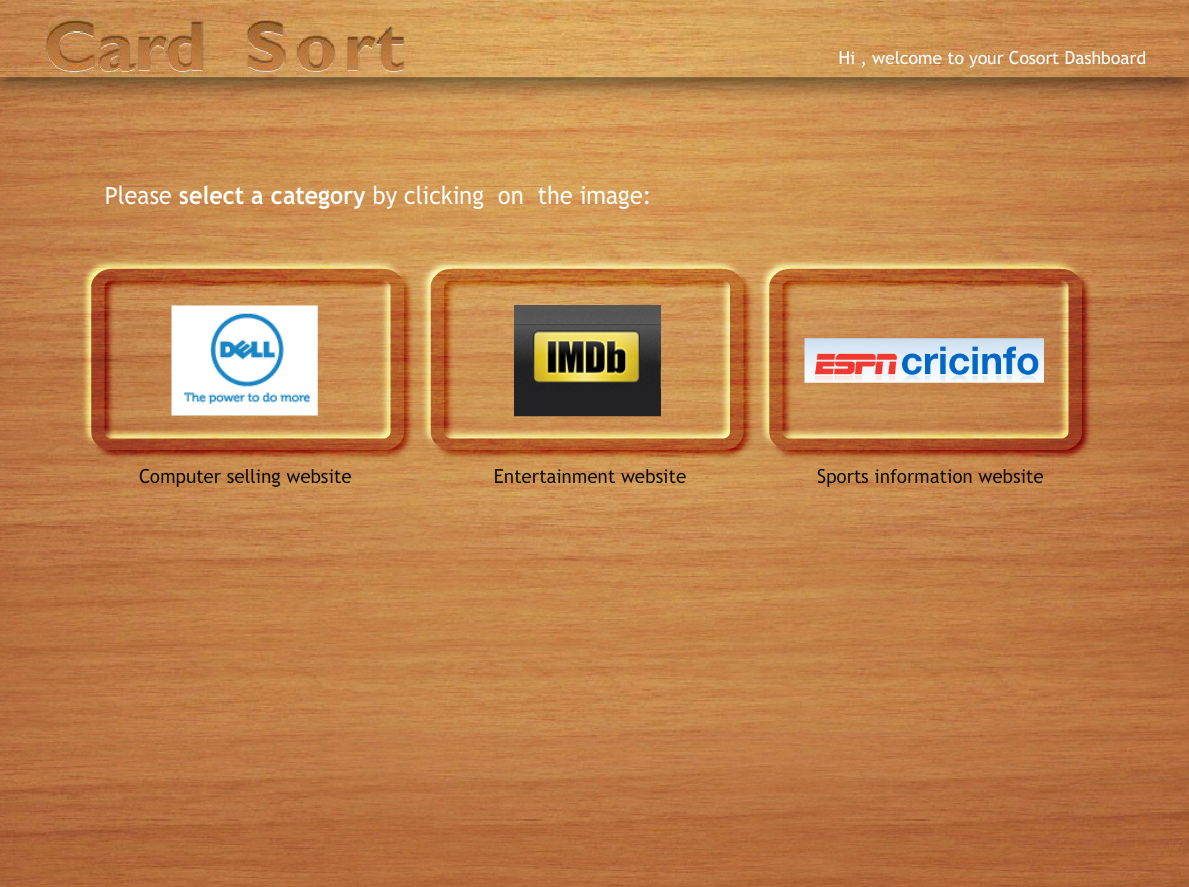 Card Sort
Hi , welcome to your Cosort Dashboard
Please select a category by clicking  on  the image:
DELL
The power to do more
IMDb
ESPN cricinfo
Computer selling website
Entertainment website
Sports information website